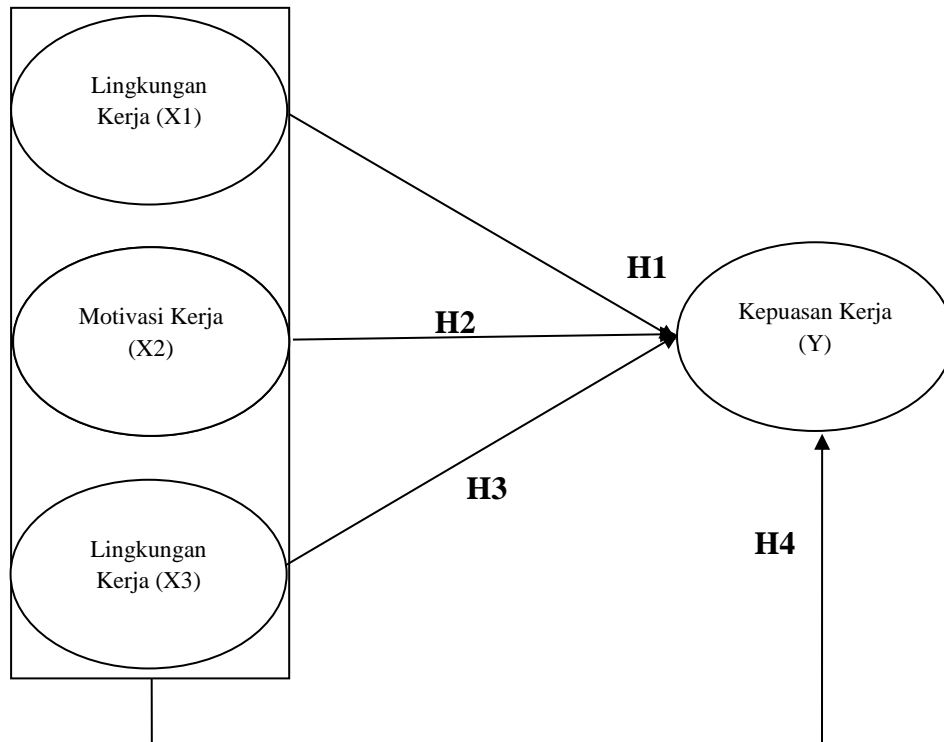 Lingkungan
Kerja (X1)
H1
Motivasi Kerja
(X2)
H2
Kepuasan Kerja
(Y)
Lingkungan
Kerja (X3)
H3
H4